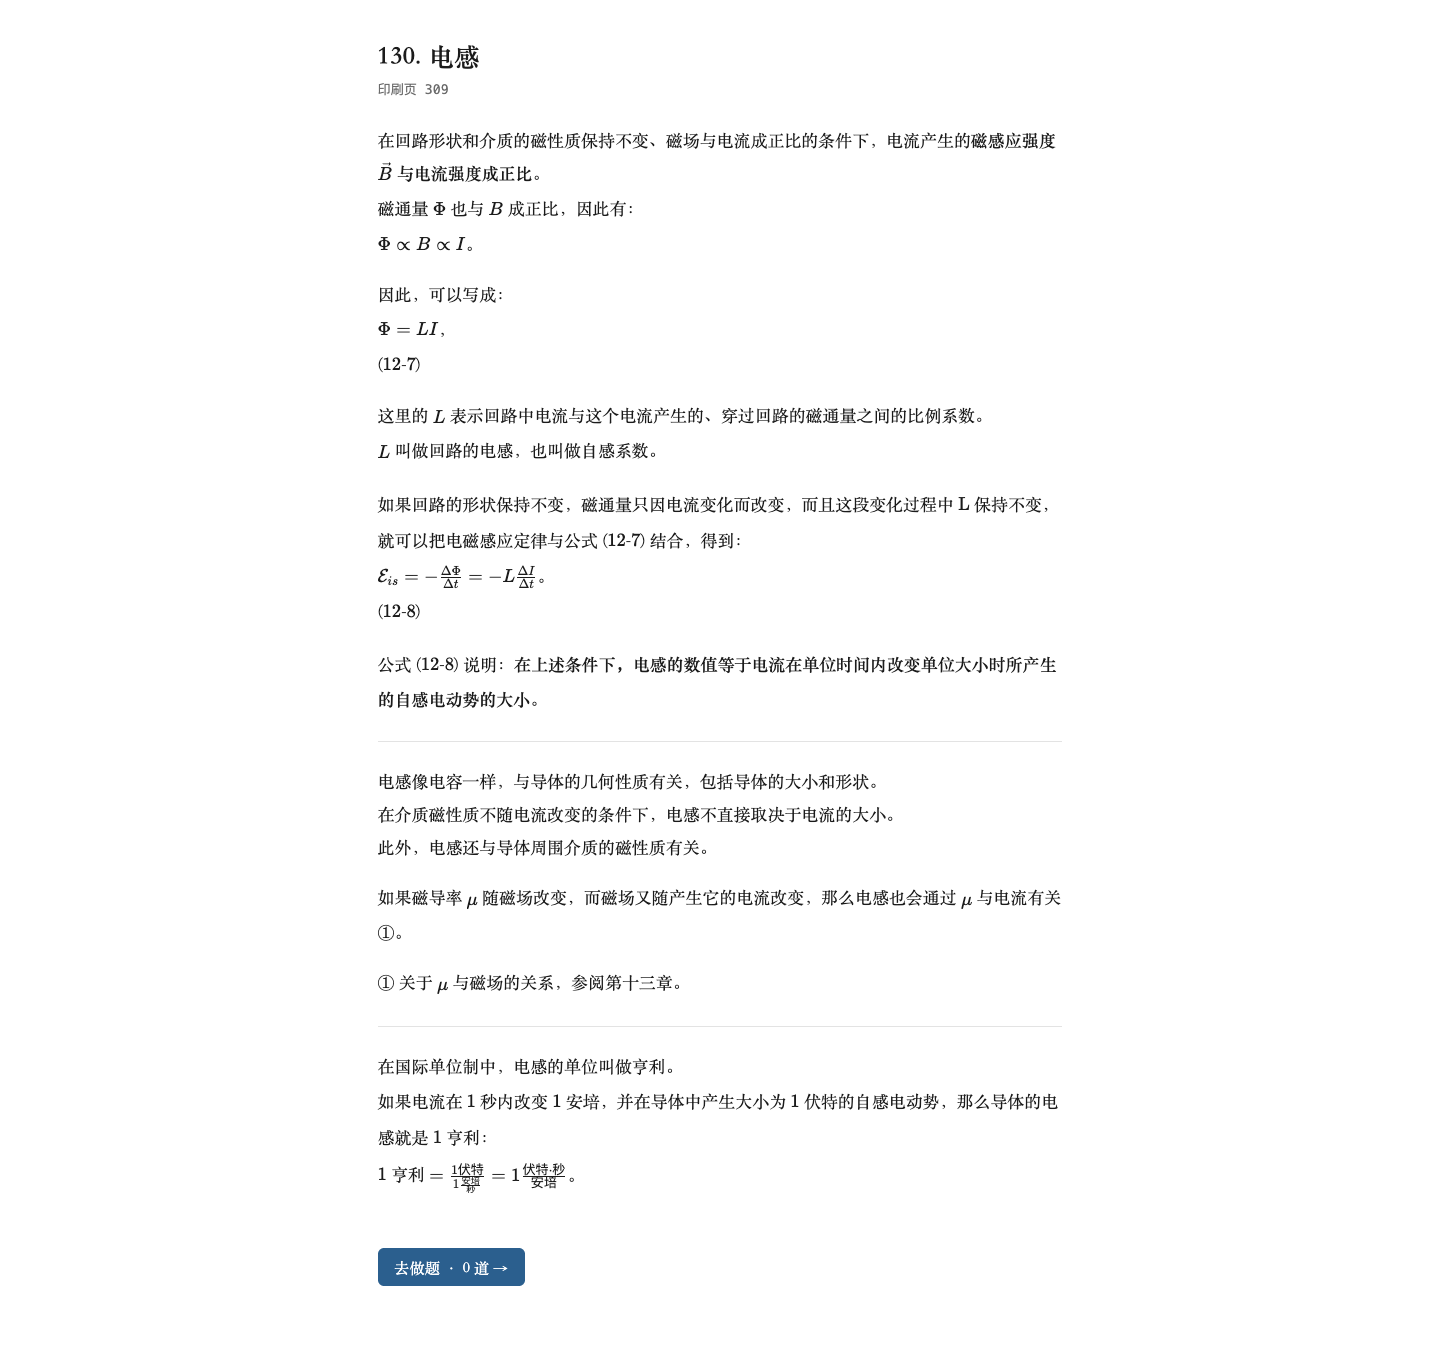 130. 电感
印刷页 309
在回路形状和介质的磁性质保持不变、磁场与电流成正比的条件下，电流产生的磁感应强度
$\vec{B}$ 与电流强度成正比。
磁通量 Φ 也与 B 成正比，因此有：
Φ ∝ B ∝ I。
因此，可以写成：
Φ = LI，
(12-7)
这里的 L 表示回路中电流与这个电流产生的、穿过回路的磁通量之间的比例系数。
L 叫做回路的电感，也叫做自感系数。
如果回路的形状保持不变，磁通量只因电流变化而改变，而且这段变化过程中 L 保持不变，
就可以把电磁感应定律与公式 (12-7) 结合，得到：
$\mathcal{E}_{is} = -\frac{\Delta\Phi}{\Delta t} = -L\frac{\Delta I}{\Delta t}$。
(12-8)
公式 (12-8) 说明：在上述条件下，电感的数值等于电流在单位时间内改变单位大小时所产生
的自感电动势的大小。
电感像电容一样，与导体的几何性质有关，包括导体的大小和形状。
在介质磁性质不随电流改变的条件下，电感不直接取决于电流的大小。
此外，电感还与导体周围介质的磁性质有关。
如果磁导率 μ 随磁场改变，而磁场又随产生它的电流改变，那么电感也会通过 μ 与电流有关
①。
① 关于 μ 与磁场的关系，参阅第十三章。
在国际单位制中，电感的单位叫做亨利。
如果电流在 1 秒内改变 1 安培，并在导体中产生大小为 1 伏特的自感电动势，那么导体的电
感就是 1 亨利：
1 亨利 $= \frac{1伏特}{1\frac{安培}{秒}} = 1\frac{伏特·秒}{安培}$。
去做题 · 0 道 →